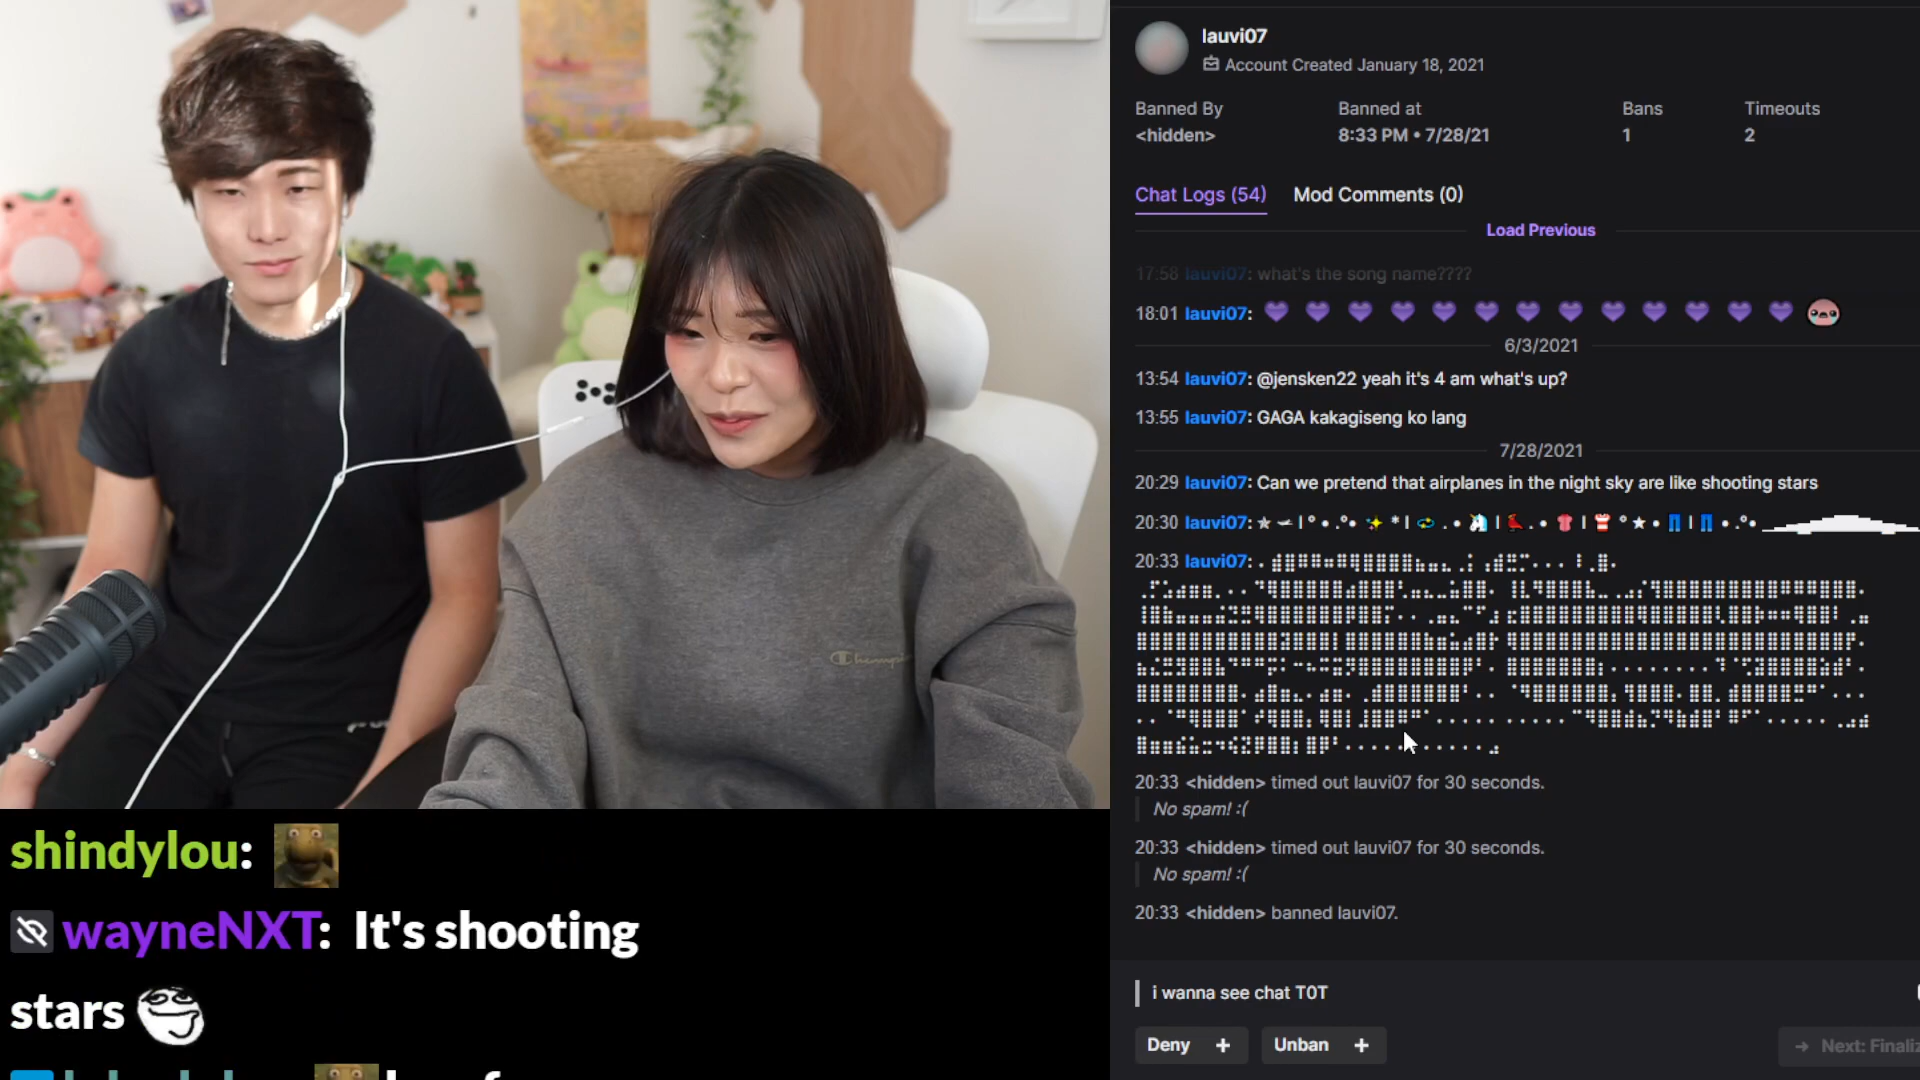 lauvi07
Account Created January 18, 2021
Banned By
Banned at
Bans
Timeouts
<hidden>
8:33 PM • 7/28/21
1
2
Chat Logs (54)
Mod Comments (0)
Load Previous
17:58 lauvi07: what's the song name????
18:01 lauvi07:
6/3/2021
13:54 lauvi07: @jensken22 yeah it's 4 am what's up?
13:55 lauvi07: GAGA kakagiseng ko lang
7/28/2021
20:29 lauvi07: Can we pretend that airplanes in the night sky are like shooting stars
20:30 lauvi07:
20:33 lauvi07:
20:33 <hidden> timed out lauvi07 for 30 seconds.
No spam! :(
20:33 <hidden> timed out lauvi07 for 30 seconds.
No spam! :(
20:33 <hidden> banned lauvi07.
i wanna see chat T0T
Deny +
Unban +
→ Next: Finaliz
Champion
shindylou:
wayneNXT: It's shooting
stars